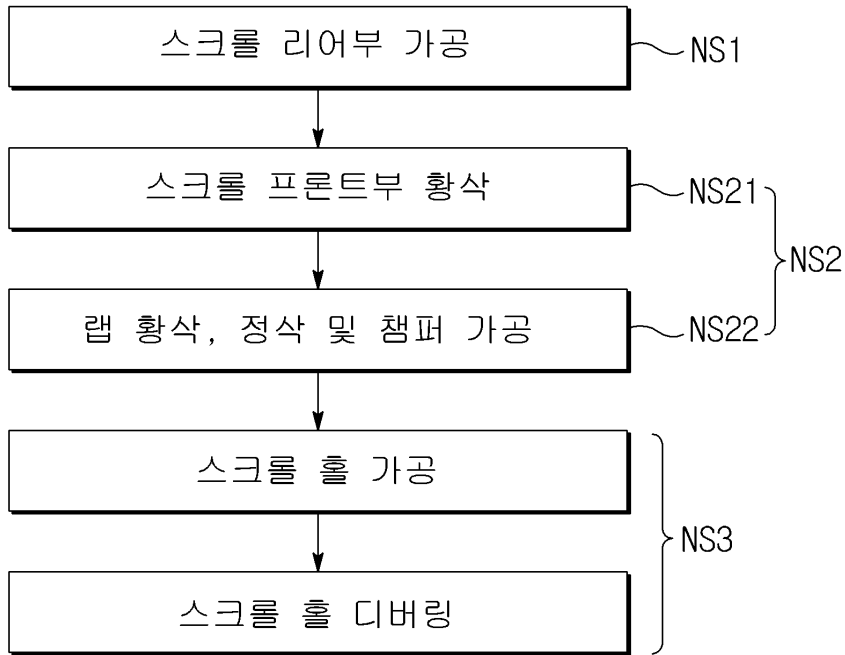 스크롤 리어부 가공
NS1
스크롤 프론트부 황삭
NS21
NS2
랩 황삭, 정삭 및 챔퍼 가공
NS22
스크롤 홀 가공
NS3
스크롤 홀 디버링